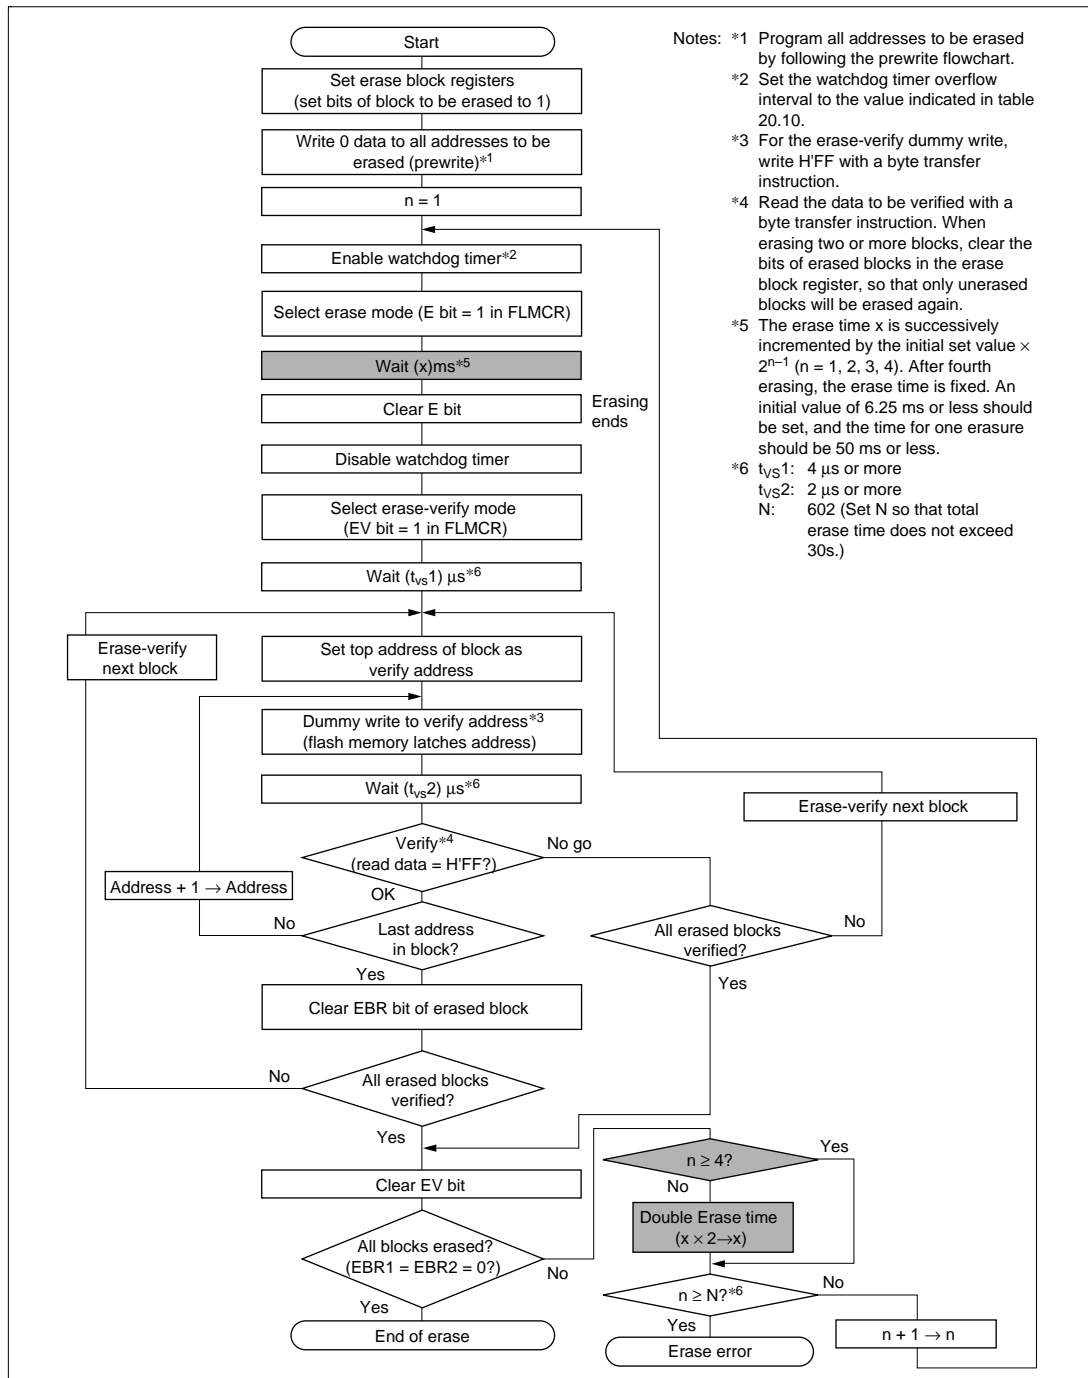 Start
Set erase block registers
(set bits of block to be erased to 1)
Write 0 data to all addresses to be
erased (prewrite)*1
n = 1
Enable watchdog timer*2
Select erase mode (E bit = 1 in FLMCR)
Wait (x)ms*5
Clear E bit
Erasing
ends
Disable watchdog timer
Select erase-verify mode
(EV bit = 1 in FLMCR)
Wait (tvs1) μs*6
Erase-verify
next block
Set top address of block as
verify address
Dummy write to verify address*3
(flash memory latches address)
Wait (tvs2) μs*6
Erase-verify next block
Verify*4
(read data = H'FF?)
No go
OK
Address + 1 → Address
No
Last address
in block?
Yes
All erased blocks
verified?
No
Yes
Clear EBR bit of erased block
No
All erased blocks
verified?
Yes
Clear EV bit
n ≥ 4?
Yes
No
Double Erase time
(x × 2→x)
All blocks erased?
(EBR1 = EBR2 = 0?)
No
Yes
End of erase
n ≥ N?*6
No
Yes
Erase error
n + 1 → n
Notes: *1 Program all addresses to be erased
by following the prewrite flowchart.
*2 Set the watchdog timer overflow
interval to the value indicated in table
20.10.
*3 For the erase-verify dummy write,
write H'FF with a byte transfer
instruction.
*4 Read the data to be verified with a
byte transfer instruction. When
erasing two or more blocks, clear the
bits of erased blocks in the erase
block register, so that only unerased
blocks will be erased again.
*5 The erase time x is successively
incremented by the initial set value ×
2n–1 (n = 1, 2, 3, 4). After fourth
erasing, the erase time is fixed. An
initial value of 6.25 ms or less should
be set, and the time for one erasure
should be 50 ms or less.
*6 tVS1: 4 μs or more
tVS2: 2 μs or more
N: 602 (Set N so that total
erase time does not exceed
30s.)